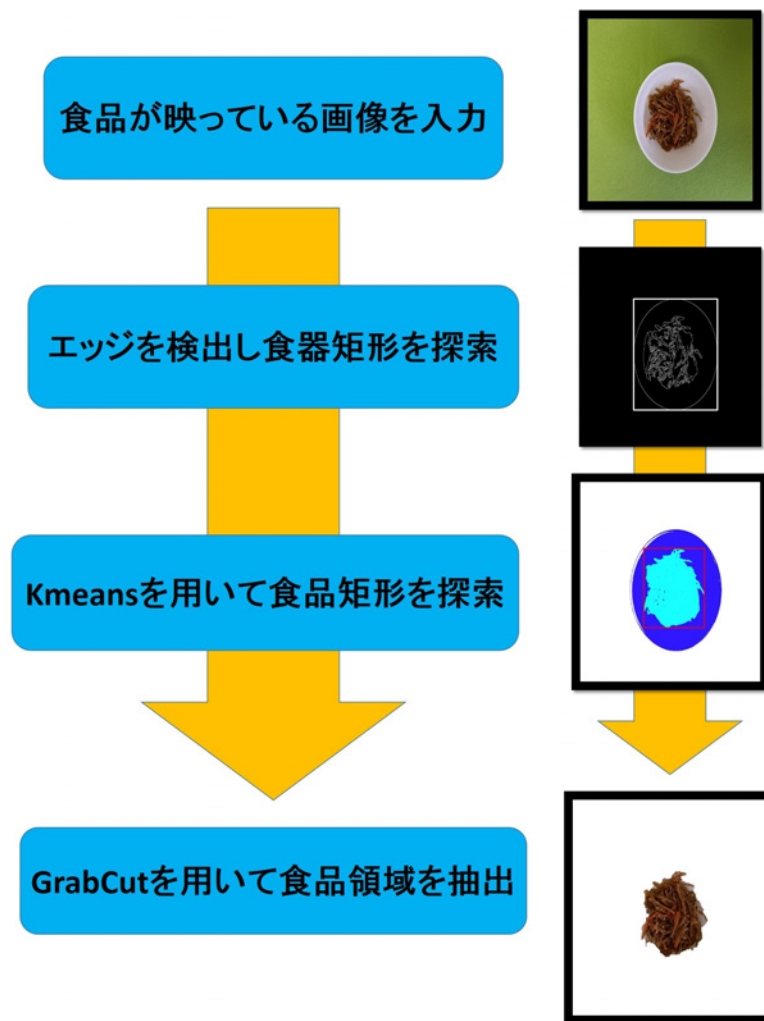 食品が映っている画像を入力
エッジを検出し食器矩形を探索
Kmeansを用いて食品矩形を探索
GrabCutを用いて食品領域を抽出